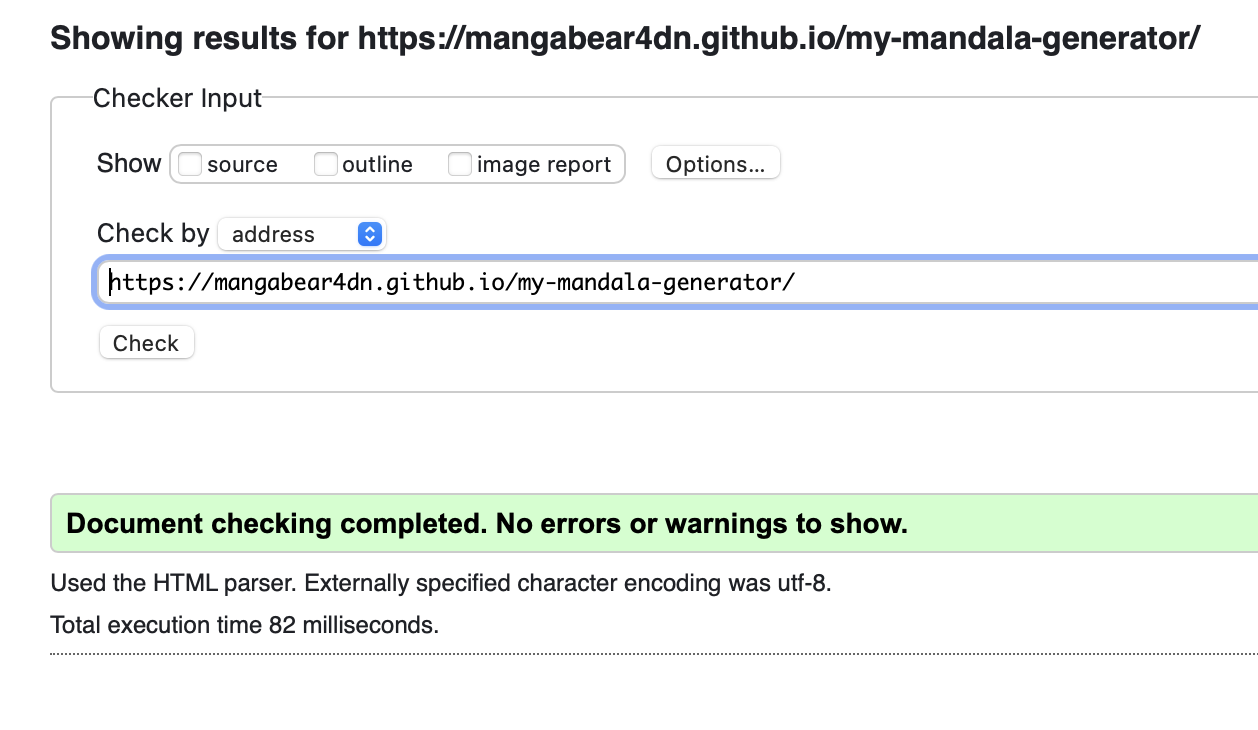 Showing results for https://mangabear4dn.github.io/my-mandala-generator/
Checker Input
Show source outline image report Options...
Check by address
https://mangabear4dn.github.io/my-mandala-generator/
Check
Document checking completed. No errors or warnings to show.
Used the HTML parser. Externally specified character encoding was utf-8.
Total execution time 82 milliseconds.